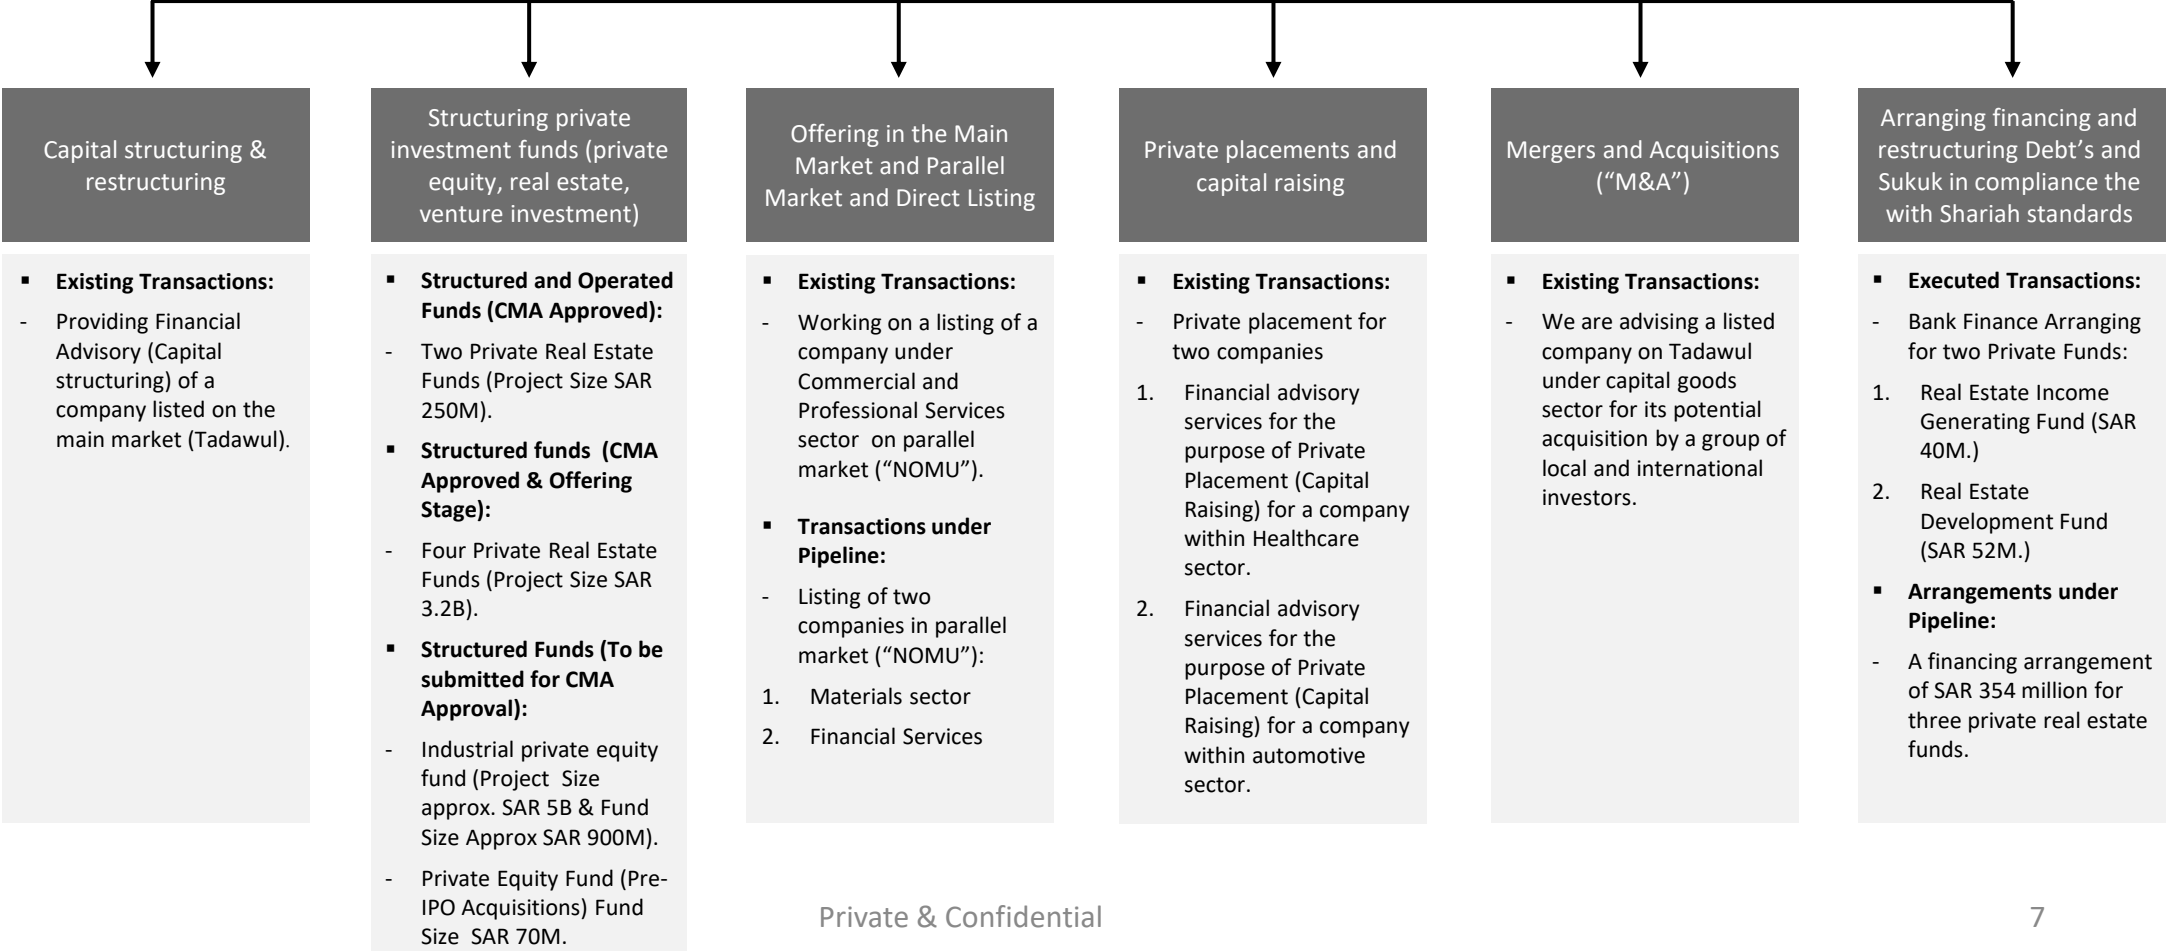 Capital structuring &
restructuring
▪ Existing Transactions:
- Providing Financial
Advisory (Capital
structuring) of a
company listed on the
main market (Tadawul).
Structuring private
investment funds (private
equity, real estate,
venture investment)
▪ Structured and Operated
Funds (CMA Approved):
- Two Private Real Estate
Funds (Project Size SAR
250M).
▪ Structured funds (CMA
Approved & Offering
Stage):
- Four Private Real Estate
Funds (Project Size SAR
3.2B).
▪ Structured Funds (To be
submitted for CMA
Approval):
- Industrial private equity
fund (Project Size
approx. SAR 5B & Fund
Size Approx SAR 900M).
- Private Equity Fund (Pre-
IPO Acquisitions) Fund
Size SAR 70M.
Offering in the Main
Market and Parallel
Market and Direct Listing
▪ Existing Transactions:
- Working on a listing of a
company under
Commercial and
Professional Services
sector on parallel
market (“NOMU”).
▪ Transactions under
Pipeline:
- Listing of two
companies in parallel
market (“NOMU”):
1. Materials sector
2. Financial Services
Private placements and
capital raising
▪ Existing Transactions:
- Private placement for
two companies
1. Financial advisory
services for the
purpose of Private
Placement (Capital
Raising) for a company
within Healthcare
sector.
2. Financial advisory
services for the
purpose of Private
Placement (Capital
Raising) for a company
within automotive
sector.
Mergers and Acquisitions
(“M&A”)
▪ Existing Transactions:
- We are advising a listed
company on Tadawul
under capital goods
sector for its potential
acquisition by a group of
local and international
investors.
Arranging financing and
restructuring Debt’s and
Sukuk in compliance the
with Shariah standards
▪ Executed Transactions:
- Bank Finance Arranging
for two Private Funds:
1. Real Estate Income
Generating Fund (SAR
40M.)
2. Real Estate
Development Fund
(SAR 52M.)
▪ Arrangements under
Pipeline:
- A financing arrangement
of SAR 354 million for
three private real estate
funds.
Private & Confidential
7